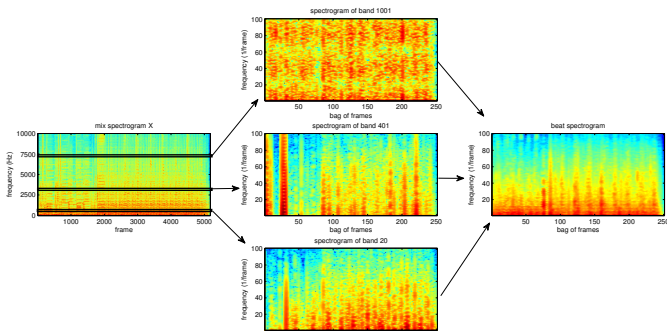 spectrogram of band 1001
100
80
60
40
20
frequency (1/frame)
50 100 150 200 250
bag of frames
mix spectrogram X
10000
7500
5000
2500
0
frequency (Hz)
1000 2000 3000 4000 5000
frame
spectrogram of band 401
100
80
60
40
20
frequency (1/frame)
50 100 150 200 250
bag of frames
beat spectrogram
100
80
60
40
20
frequency (1/frame)
50 100 150 200 250
bag of frames
spectrogram of band 20
100
80
60
40
20
frequency (1/frame)